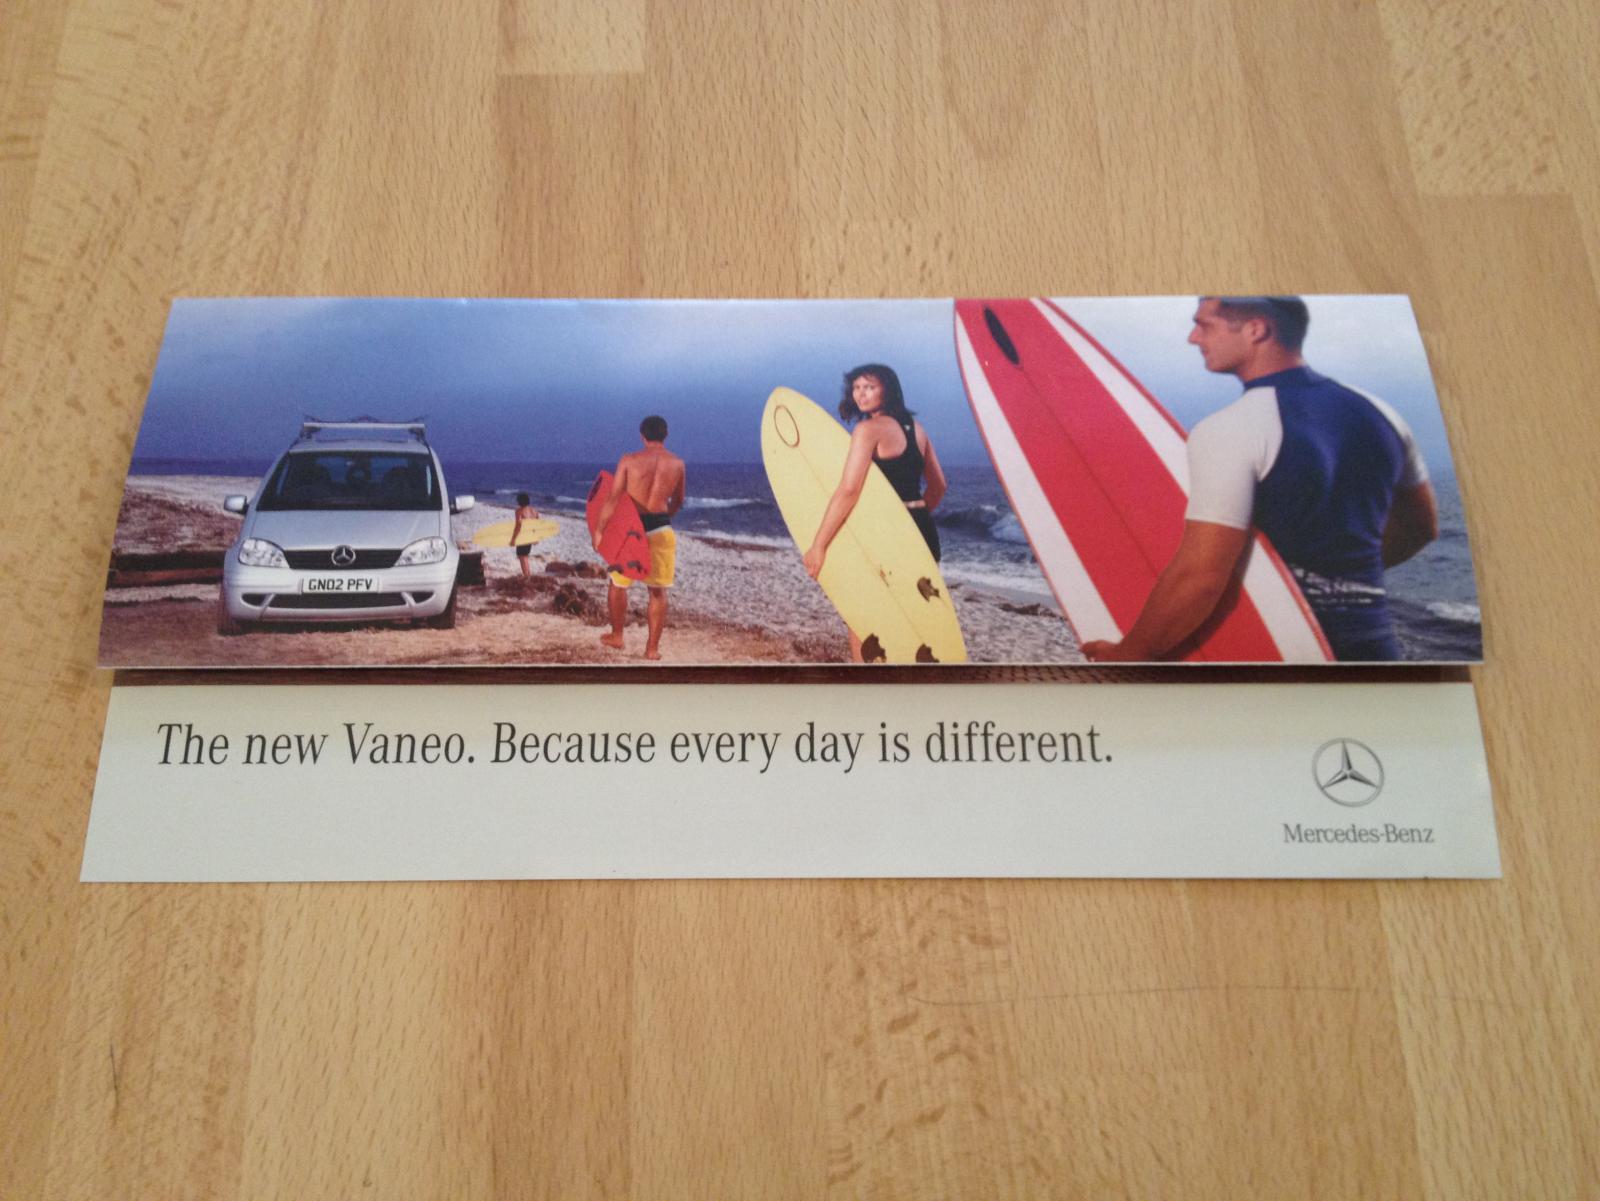 GN02 PFV
The new Vaneo. Because every day is different.
Mercedes-Benz